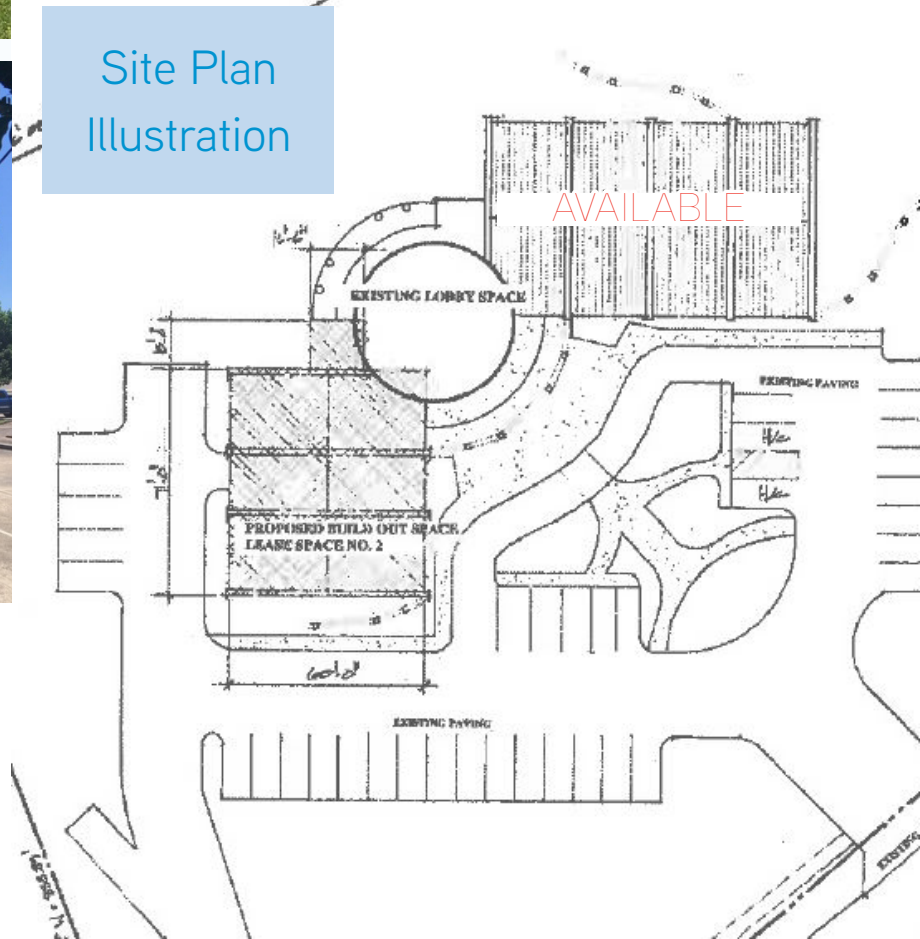 Site Plan
Illustration
AVAILABLE
EXISTING LOBBY SPACE
EXISTING PAVING
H/c
H/c
PROPOSED BUILD OUT SPACE
LEASE SPACE NO. 2
60'-0"
EXISTING PAVING
EXISTING